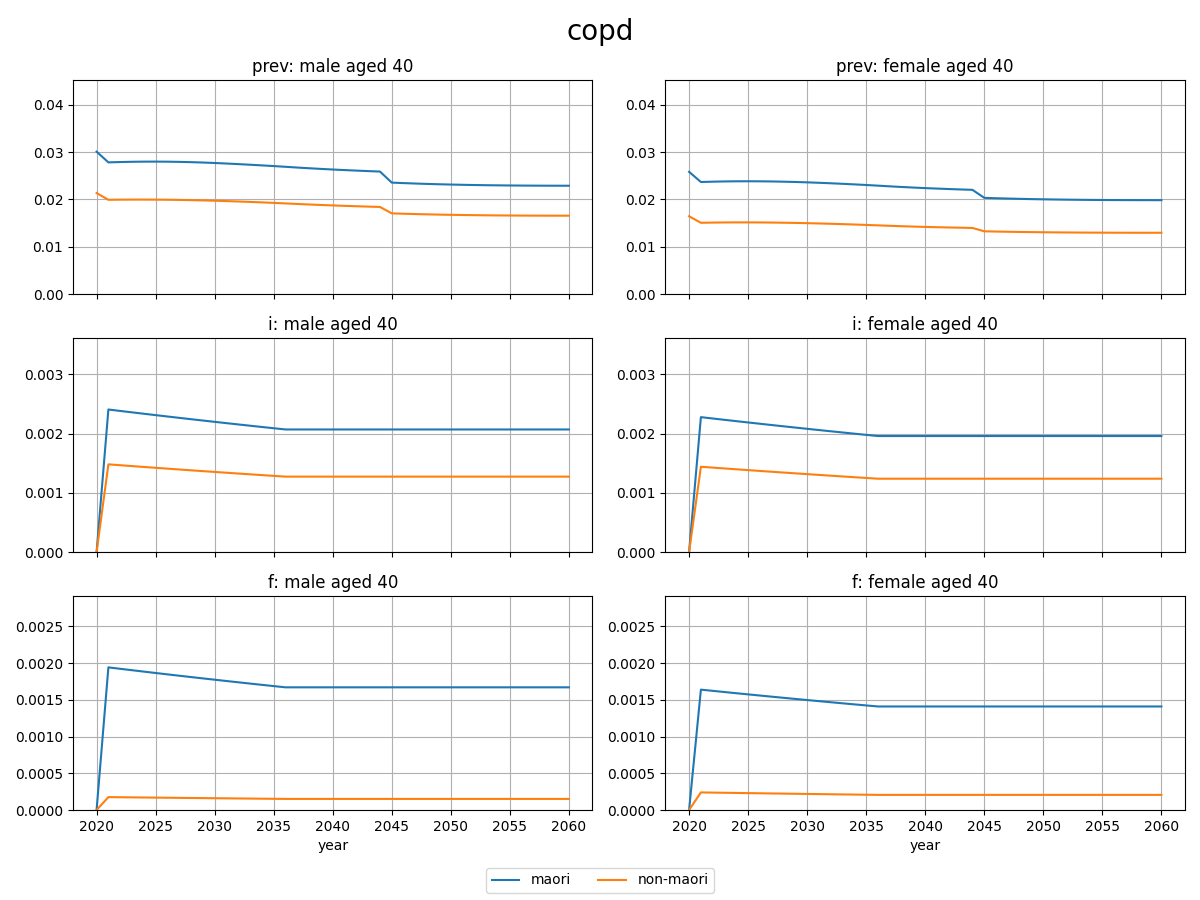 copd
prev: male aged 40
0.04
0.03
0.02
0.01
0.00
prev: female aged 40
0.04
0.03
0.02
0.01
0.00
i: male aged 40
0.003
0.002
0.001
0.000
i: female aged 40
0.003
0.002
0.001
0.000
f: male aged 40
0.0025
0.0020
0.0015
0.0010
0.0005
0.0000
2020 2025 2030 2035 2040 2045 2050 2055 2060
year
f: female aged 40
0.0025
0.0020
0.0015
0.0010
0.0005
0.0000
2020 2025 2030 2035 2040 2045 2050 2055 2060
year
maori non-maori